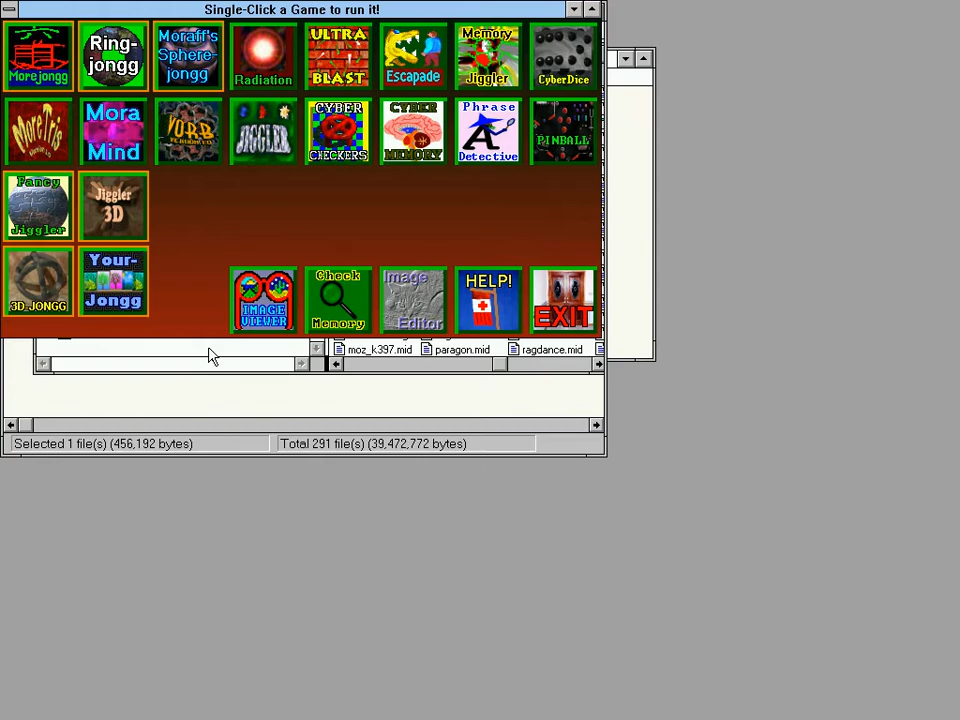 Single-Click a Game to run it!
Morejongg
Ring-
jongg
Moraff's
Sphere-
jongg
Radiation
ULTRA
BLAST
Escapade
Memory
Jiggler
CyberDice
MoreTris
Mora
Mind
VORB
JIGGLER
CYBER
CHECKERS
CYBER
MEMORY
Phrase
Detective
PINBALL
Fancy
Jiggler
Jiggler
3D
3D-JONGG
Your-
Jongg
IMAGE
VIEWER
Check
Memory
Image
Editor
HELP!
EXIT
moz_k397.mid paragon.mid ragdance.mid
Selected 1 file(s) (456,192 bytes) Total 291 file(s) (39,472,772 bytes)